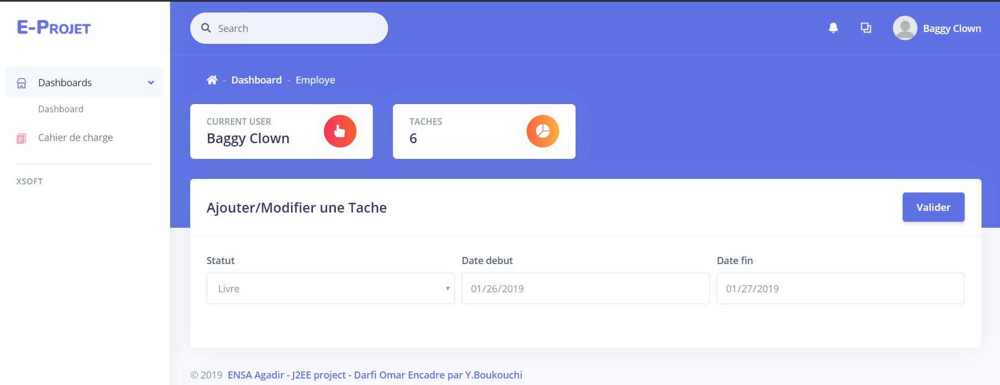 E-PROJET
Search
Baggy Clown
Dashboards
Dashboard
Cahier de charge
XSOFT
- Dashboard - Employe
CURRENT USER
Baggy Clown
TACHES
6
Ajouter/Modifier une Tache
Valider
Statut
Date debut
Date fin
Livre
01/26/2019
01/27/2019
© 2019 ENSA Agadir - J2EE project - Darfi Omar Encadre par Y.Boukouchi